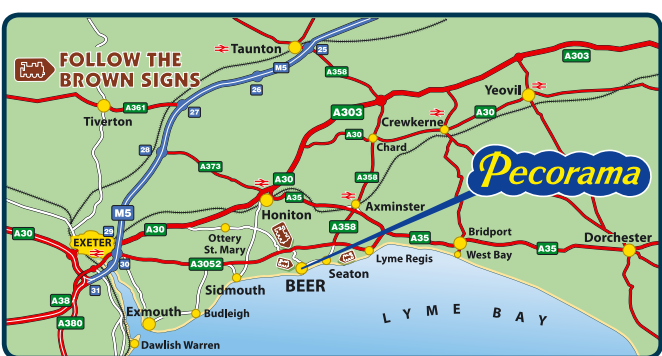 FOLLOW THE
BROWN SIGNS
Taunton
25
A303
M5
A358
26
Yeovil
A361
A303
Crewkerne
A30
27
Tiverton
A30
Chard
28
A373
A358
Pecorama
A30
A35
Axminster
M5
Honiton
29
A30
A30
Ottery
St. Mary
A358
A35
Bridport
Dorchester
EXETER
A35
A3052
Lyme Regis
West Bay
30
Seaton
Sidmouth
BEER
31
A38
Exmouth
Budleigh
LYME BAY
A380
Dawlish Warren